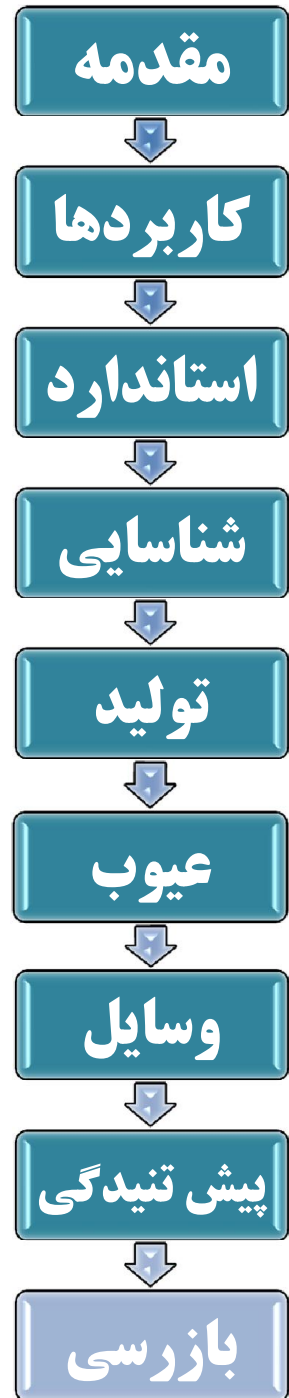 مقدمه
کاربردها
استاندارد
شناسایی
تولید
عیوب
وسایل
پیش تنیدگی
بازرسی